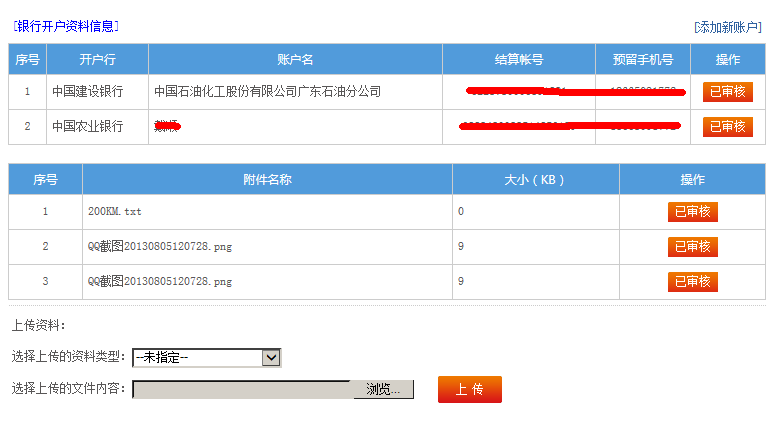 [银行开户资料信息] [添加新账户]
序号 开户行 账户名 结算帐号 预留手机号 操作
1 中国建设银行 中国石油化工股份有限公司广东石油分公司 已审核
2 中国农业银行 已审核
序号 附件名称 大小（KB） 操作
1 200KM.txt 0 已审核
2 QQ截图20130805120728.png 9 已审核
3 QQ截图20130805120728.png 9 已审核
上传资料：
选择上传的资料类型： --未指定--
选择上传的文件内容： 浏览... 上 传